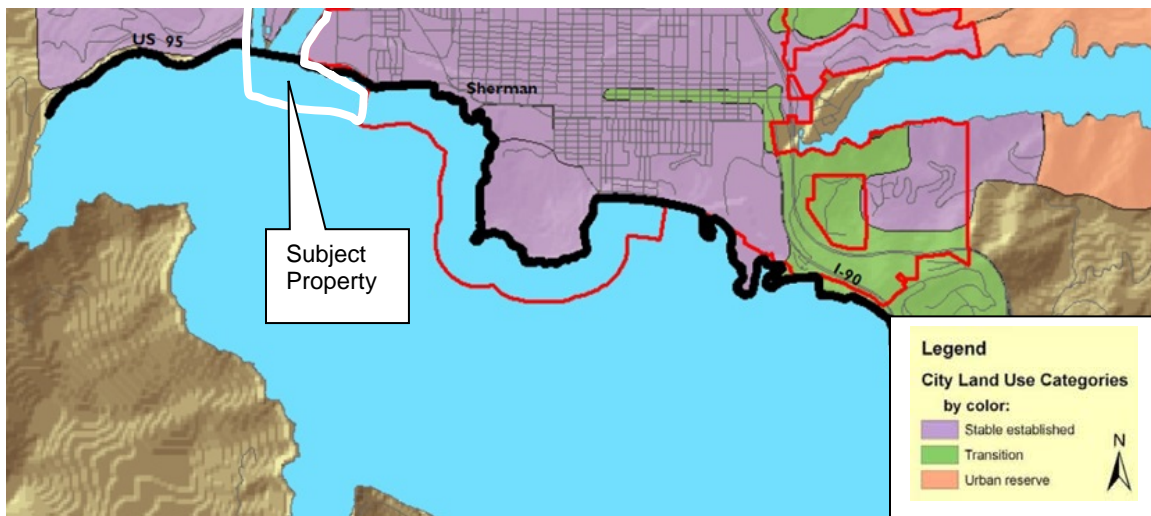 US 95
Sherman
Subject
Property
I-90
Legend
City Land Use Categories
by color:
Stable established
Transition
Urban reserve
N